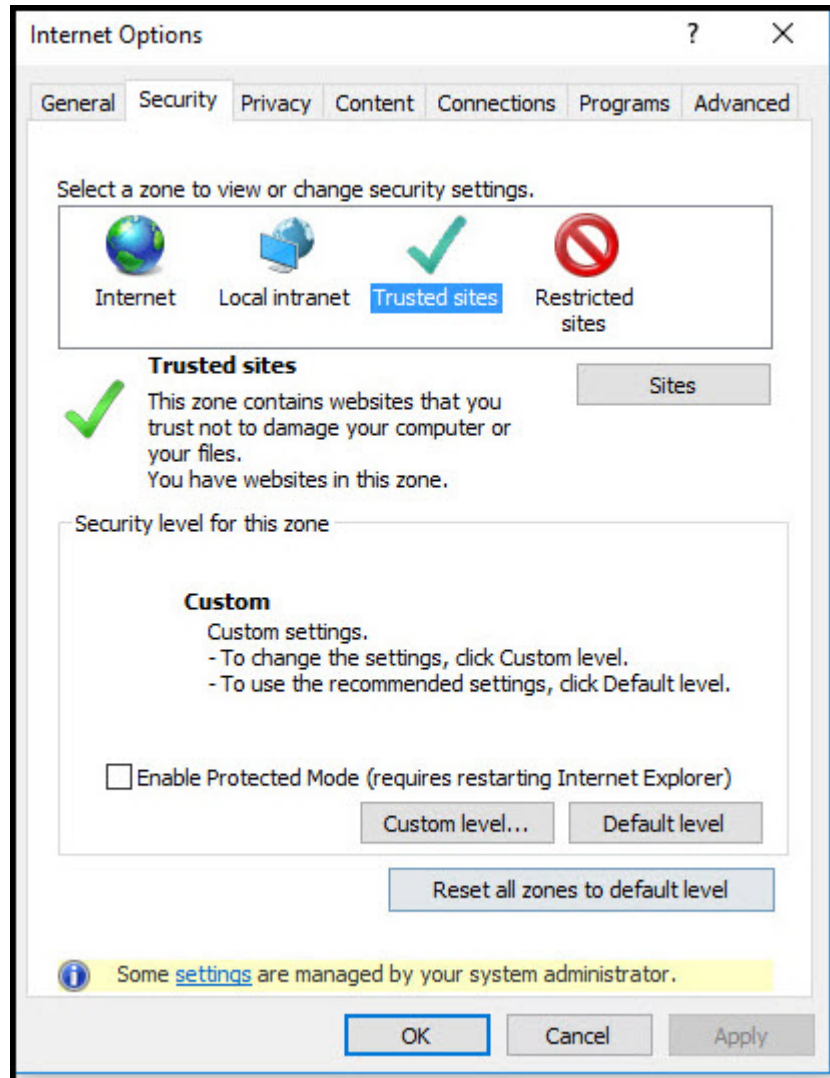 Internet Options
?
General Security Privacy Content Connections Programs Advanced
Select a zone to view or change security settings.
Internet Local intranet Trusted sites Restricted
sites
Trusted sites
Sites
This zone contains websites that you
trust not to damage your computer or
your files.
You have websites in this zone.
Security level for this zone
Custom
Custom settings.
- To change the settings, click Custom level.
- To use the recommended settings, click Default level.
Enable Protected Mode (requires restarting Internet Explorer)
Custom level... Default level
Reset all zones to default level
Some settings are managed by your system administrator.
OK Cancel Apply